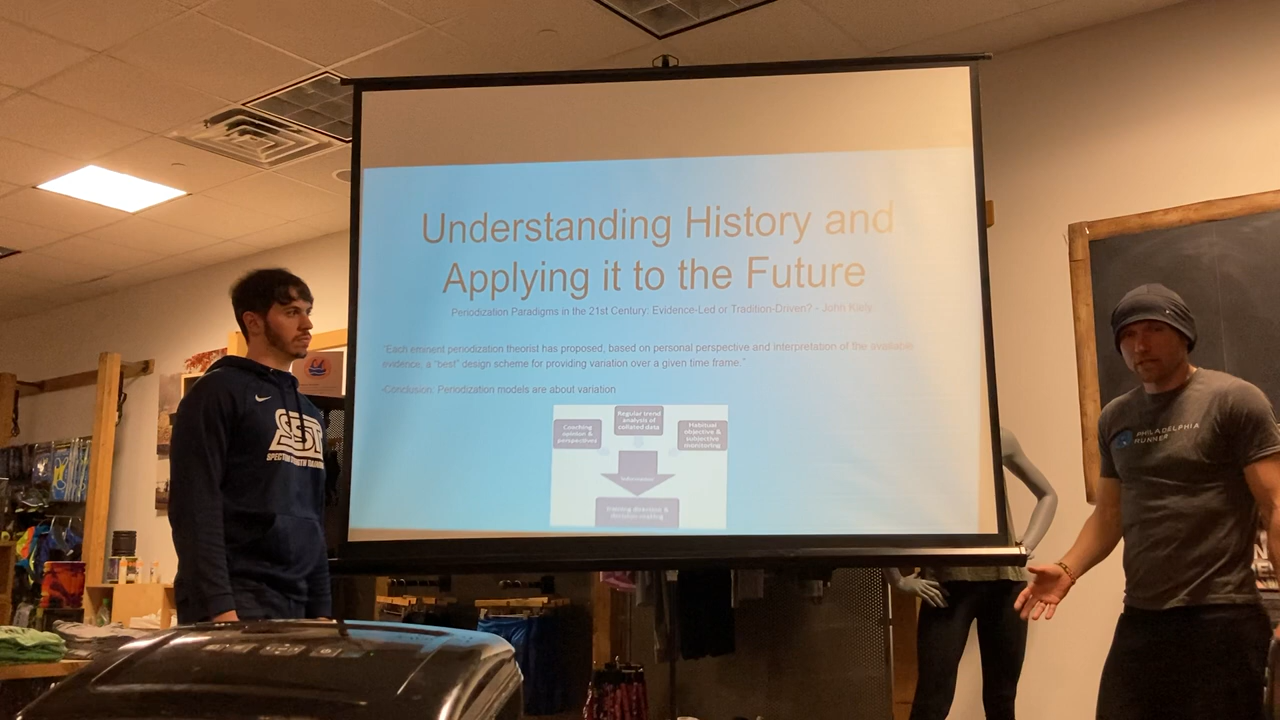 Understanding History and
Applying it to the Future
Periodization Paradigms in the 21st Century: Evidence-Led or Tradition-Driven? - John Kiely
"Each eminent periodization theorist has proposed, based on personal perspective and interpretation of the available
evidence, a "best" design scheme for providing variation over a given time frame."
-Conclusion: Periodization models are about variation
Coaching
opinion &
perspectives
Regular trend
analysis of
collated data
Habitual
objective &
subjective
monitoring
Information
Training direction &
decision-making
SST
PHILADELPHIA
RUNNER